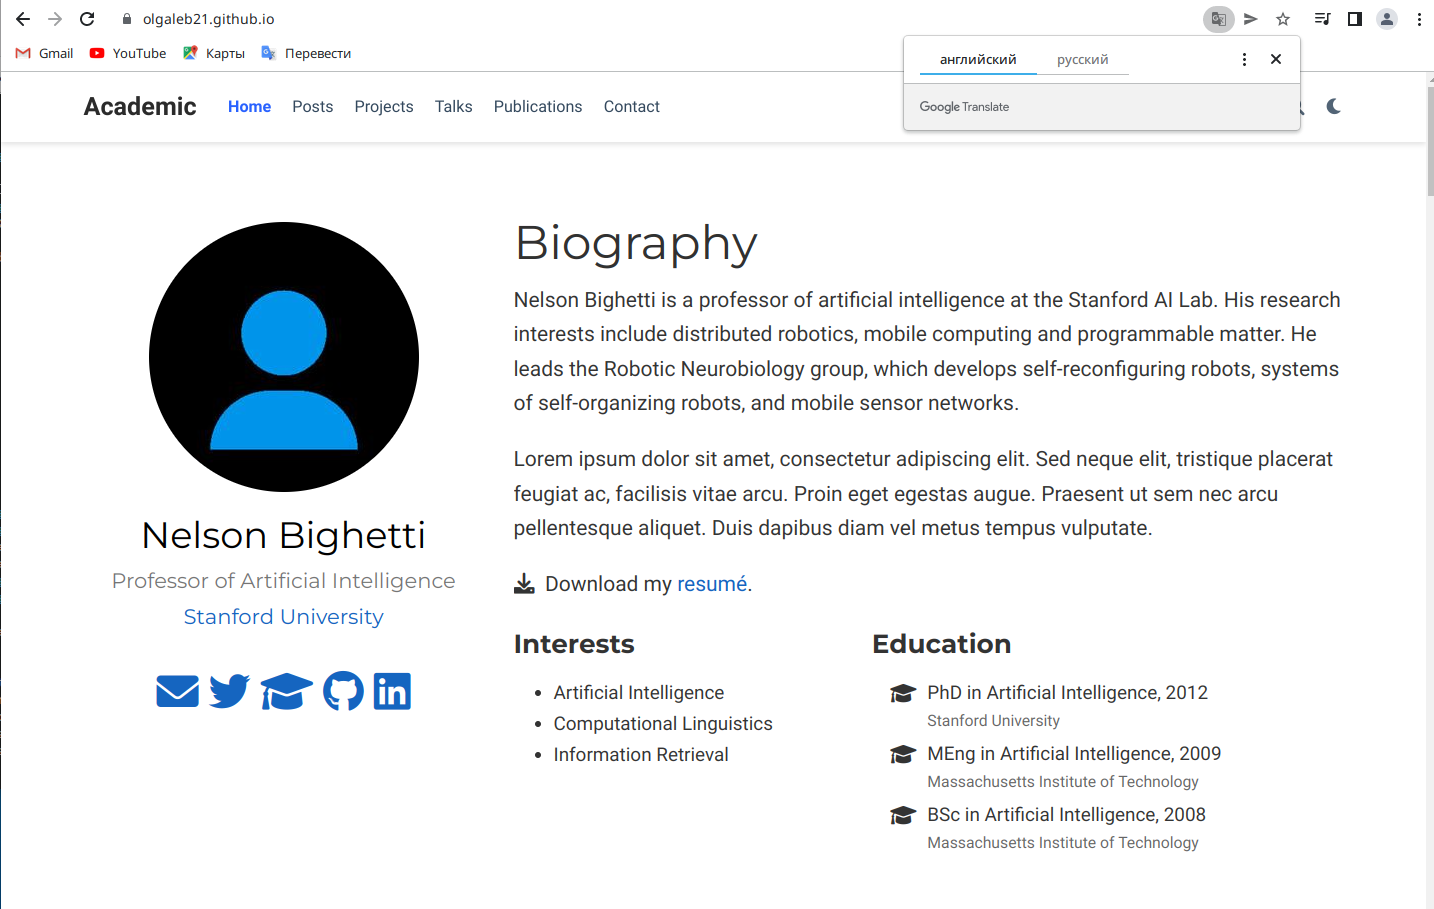 olgaleb21.github.io
Gmail YouTube Карты Перевести
английский русский
Google Translate
Academic Home Posts Projects Talks Publications Contact
Biography
Nelson Bighetti is a professor of artificial intelligence at the Stanford AI Lab. His research
interests include distributed robotics, mobile computing and programmable matter. He
leads the Robotic Neurobiology group, which develops self-reconfiguring robots, systems
of self-organizing robots, and mobile sensor networks.
Lorem ipsum dolor sit amet, consectetur adipiscing elit. Sed neque elit, tristique placerat
feugiat ac, facilisis vitae arcu. Proin eget egestas augue. Praesent ut sem nec arcu
pellentesque aliquet. Duis dapibus diam vel metus tempus vulputate.
Download my resumé.
Nelson Bighetti
Professor of Artificial Intelligence
Stanford University
Interests
Artificial Intelligence
Computational Linguistics
Information Retrieval
Education
PhD in Artificial Intelligence, 2012
Stanford University
MEng in Artificial Intelligence, 2009
Massachusetts Institute of Technology
BSc in Artificial Intelligence, 2008
Massachusetts Institute of Technology